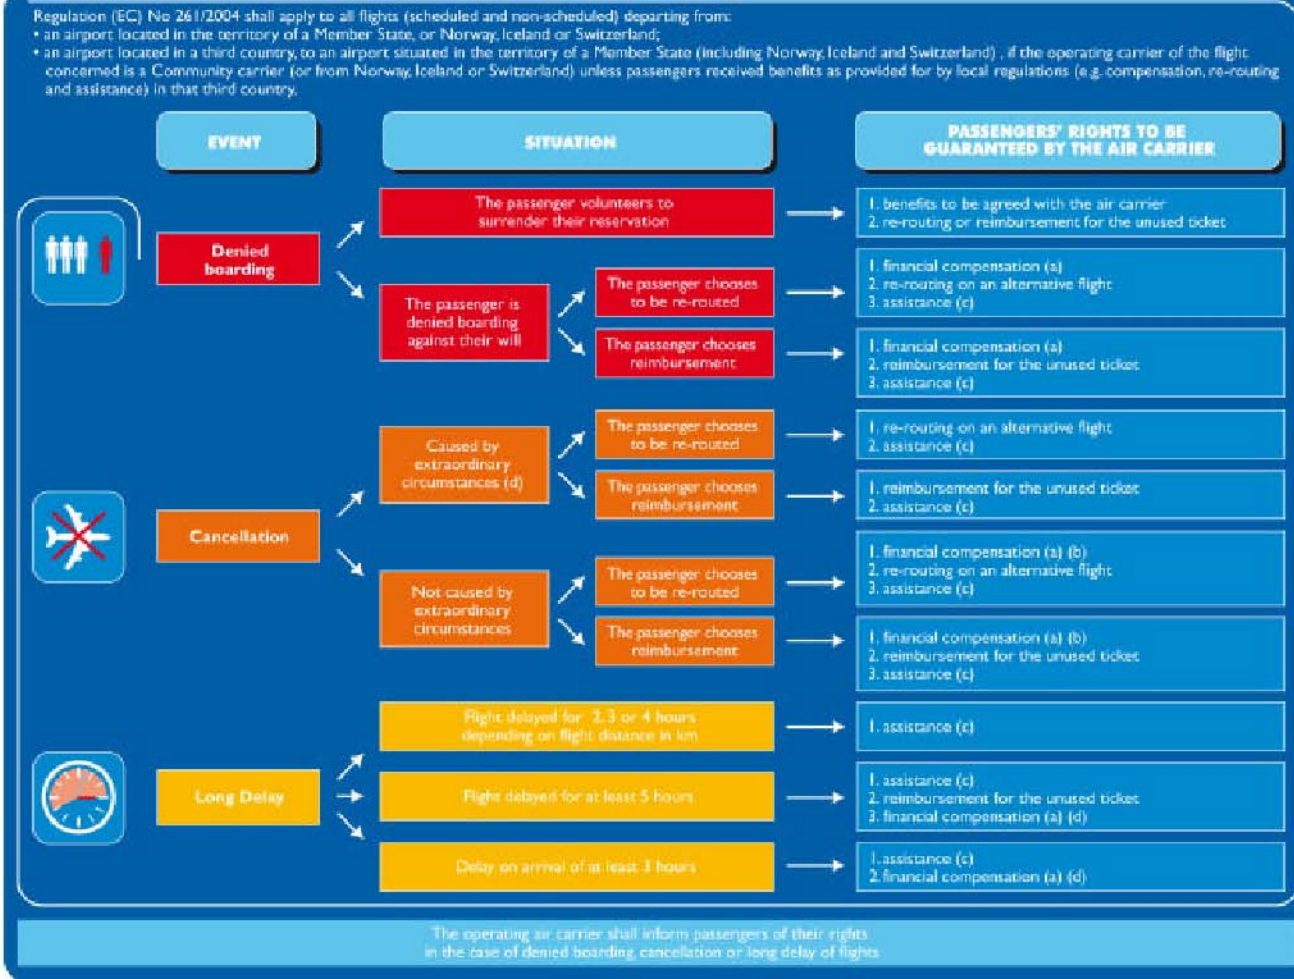 Regulation (EC) No 261/2004 shall apply to all flights (scheduled and non-scheduled) departing from:
• an airport located in the territory of a Member State, or Norway, Iceland or Switzerland;
• an airport located in a third country, to an airport situated in the territory of a Member State (including Norway, Iceland and Switzerland) , if the operating carrier of the flight
concerned is a Community carrier (or from Norway, Iceland or Switzerland) unless passengers received benefits as provided for by local regulations (e.g. compensation, re-routing
and assistance) in that third country.
EVENT
SITUATION
PASSENGERS' RIGHTS TO BE
GUARANTEED BY THE AIR CARRIER
Denied
boarding
The passenger volunteers to
surrender their reservation
1. benefits to be agreed with the air carrier
2. re-routing or reimbursement for the unused ticket
The passenger is
denied boarding
against their will
The passenger chooses
to be re-routed
1. financial compensation (a)
2. re-routing on an alternative flight
3. assistance (c)
The passenger chooses
reimbursement
1. financial compensation (a)
2. reimbursement for the unused ticket
3. assistance (c)
Cancellation
Caused by
extraordinary
circumstances (d)
The passenger chooses
to be re-routed
1. re-routing on an alternative flight
2. assistance (c)
The passenger chooses
reimbursement
1. reimbursement for the unused ticket
2. assistance (c)
Not caused by
extraordinary
circumstances
The passenger chooses
to be re-routed
1. financial compensation (a) (b)
2. re-routing on an alternative flight
3. assistance (c)
The passenger chooses
reimbursement
1. financial compensation (a) (b)
2. reimbursement for the unused ticket
3. assistance (c)
Long Delay
Flight delayed for 2, 3 or 4 hours
depending on flight distance in km
1. assistance (c)
Flight delayed for at least 5 hours
1. assistance (c)
2. reimbursement for the unused ticket
3. financial compensation (a) (d)
Delay on arrival of at least 3 hours
1. assistance (c)
2. financial compensation (a) (d)
The operating air carrier shall inform passengers of their rights
in the case of denied boarding, cancellation or long delay of flights